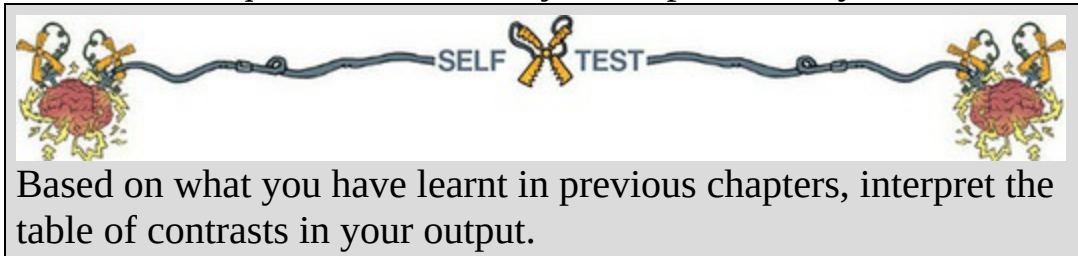 SELF TEST
Based on what you have learnt in previous chapters, interpret the
table of contrasts in your output.